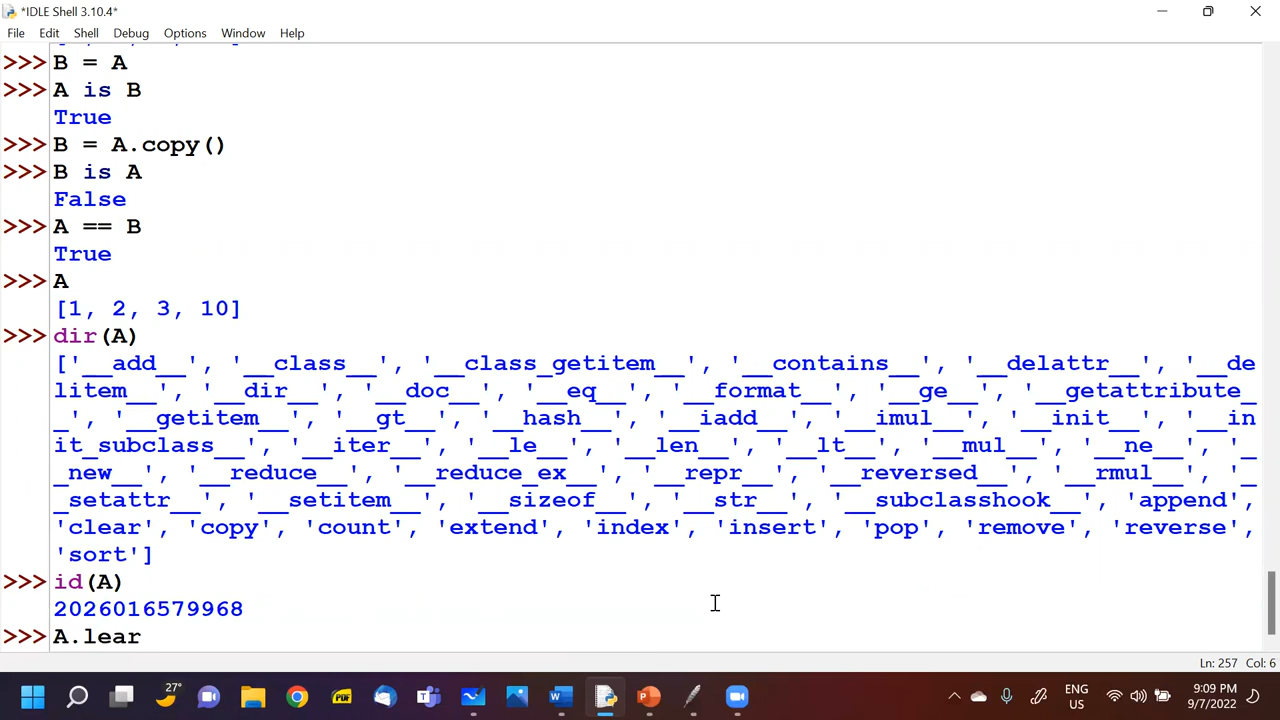 *IDLE Shell 3.10.4*
File Edit Shell Debug Options Window Help
>>> B = A
>>> A is B
True
>>> B = A.copy()
>>> B is A
False
>>> A == B
True
>>> A
[1, 2, 3, 10]
>>> dir(A)
['__add__', '__class__', '__class_getitem__', '__contains__', '__delattr__', '__de
litem__', '__dir__', '__doc__', '__eq__', '__format__', '__ge__', '__getattribute_
_', '__getitem__', '__gt__', '__hash__', '__iadd__', '__imul__', '__init__', '__in
it_subclass__', '__iter__', '__le__', '__len__', '__lt__', '__mul__', '__ne__', '_
_new__', '__reduce__', '__reduce_ex__', '__repr__', '__reversed__', '__rmul__', '_
_setattr__', '__setitem__', '__sizeof__', '__str__', '__subclasshook__', 'append',
'clear', 'copy', 'count', 'extend', 'index', 'insert', 'pop', 'remove', 'reverse',
'sort']
>>> id(A)
2026016579968
>>> A.lear
Ln: 257 Col: 6
27°
PDF
ENG
US
9:09 PM
9/7/2022